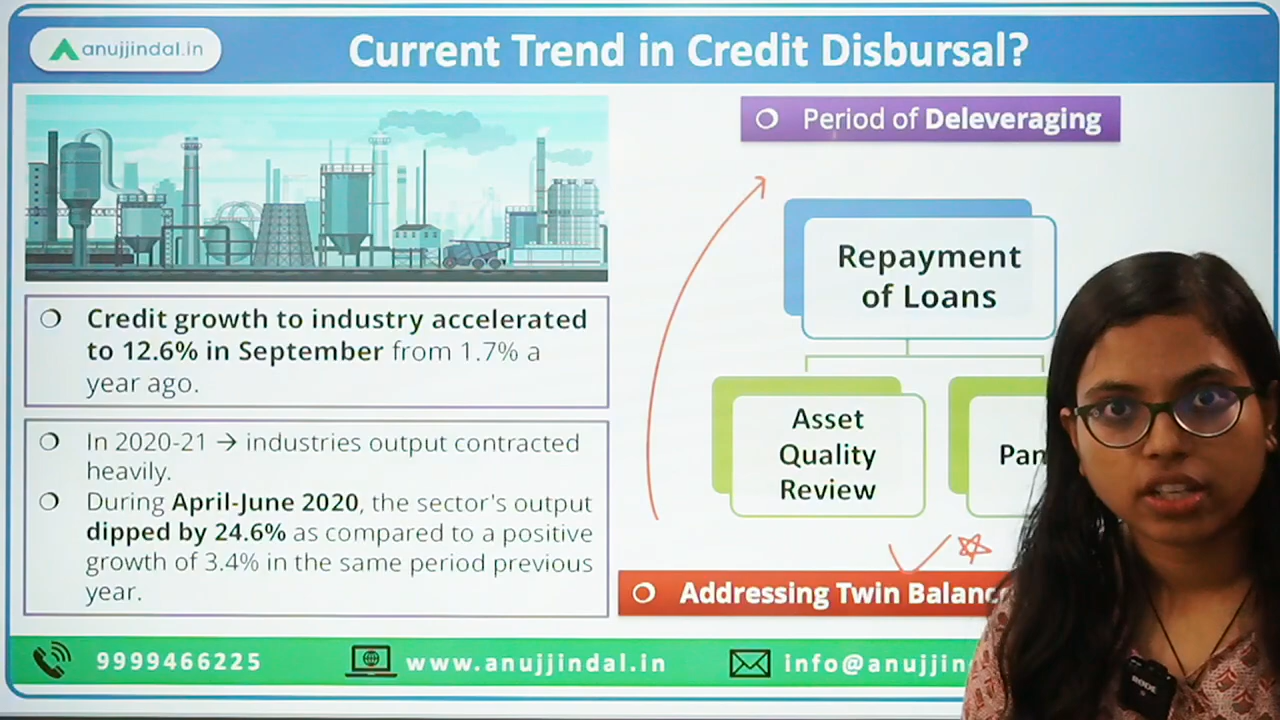 anujjindal.in
Current Trend in Credit Disbursal?
Period of Deleveraging
Repayment
of Loans
Asset
Quality
Review
Credit growth to industry accelerated
to 12.6% in September from 1.7% a
year ago.
In 2020-21 → industries output contracted
heavily.
During April-June 2020, the sector's output
dipped by 24.6% as compared to a positive
growth of 3.4% in the same period previous
year.
Addressing Twin
9999466225
www.anujjindal.in
RODE